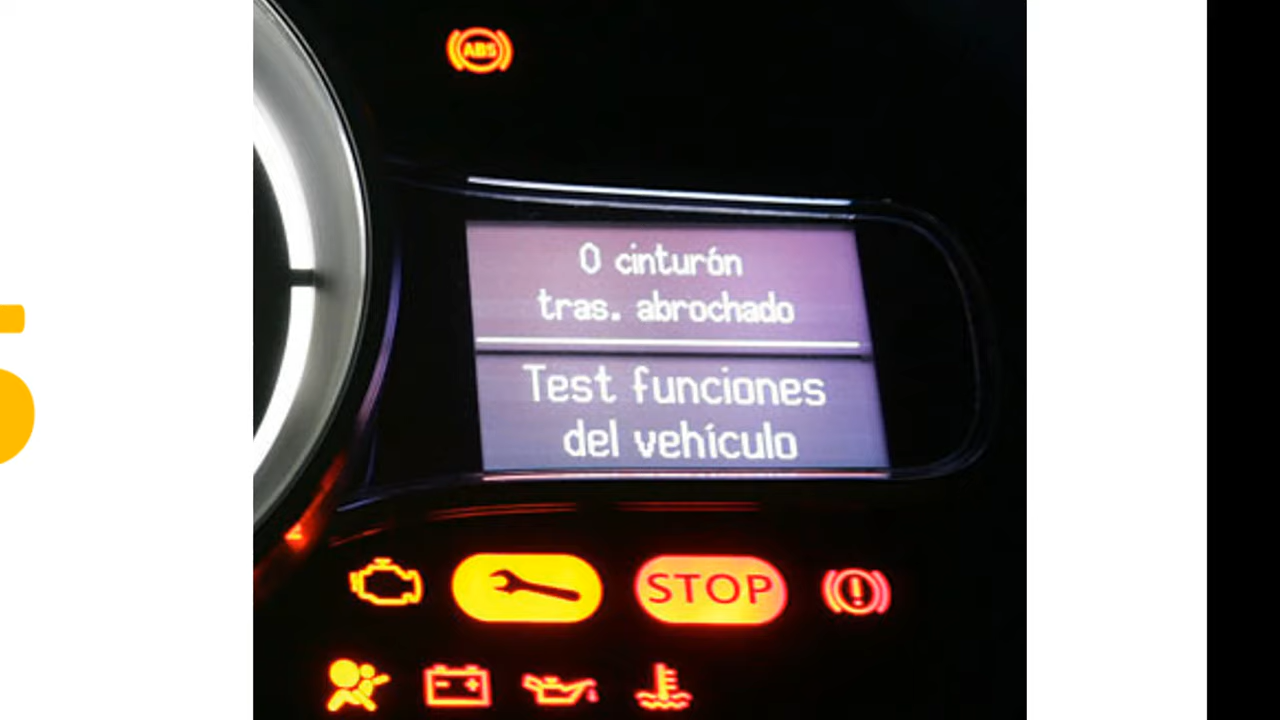 ABS
0 cinturón
tras. abrochado
Test funciones
del vehículo
STOP